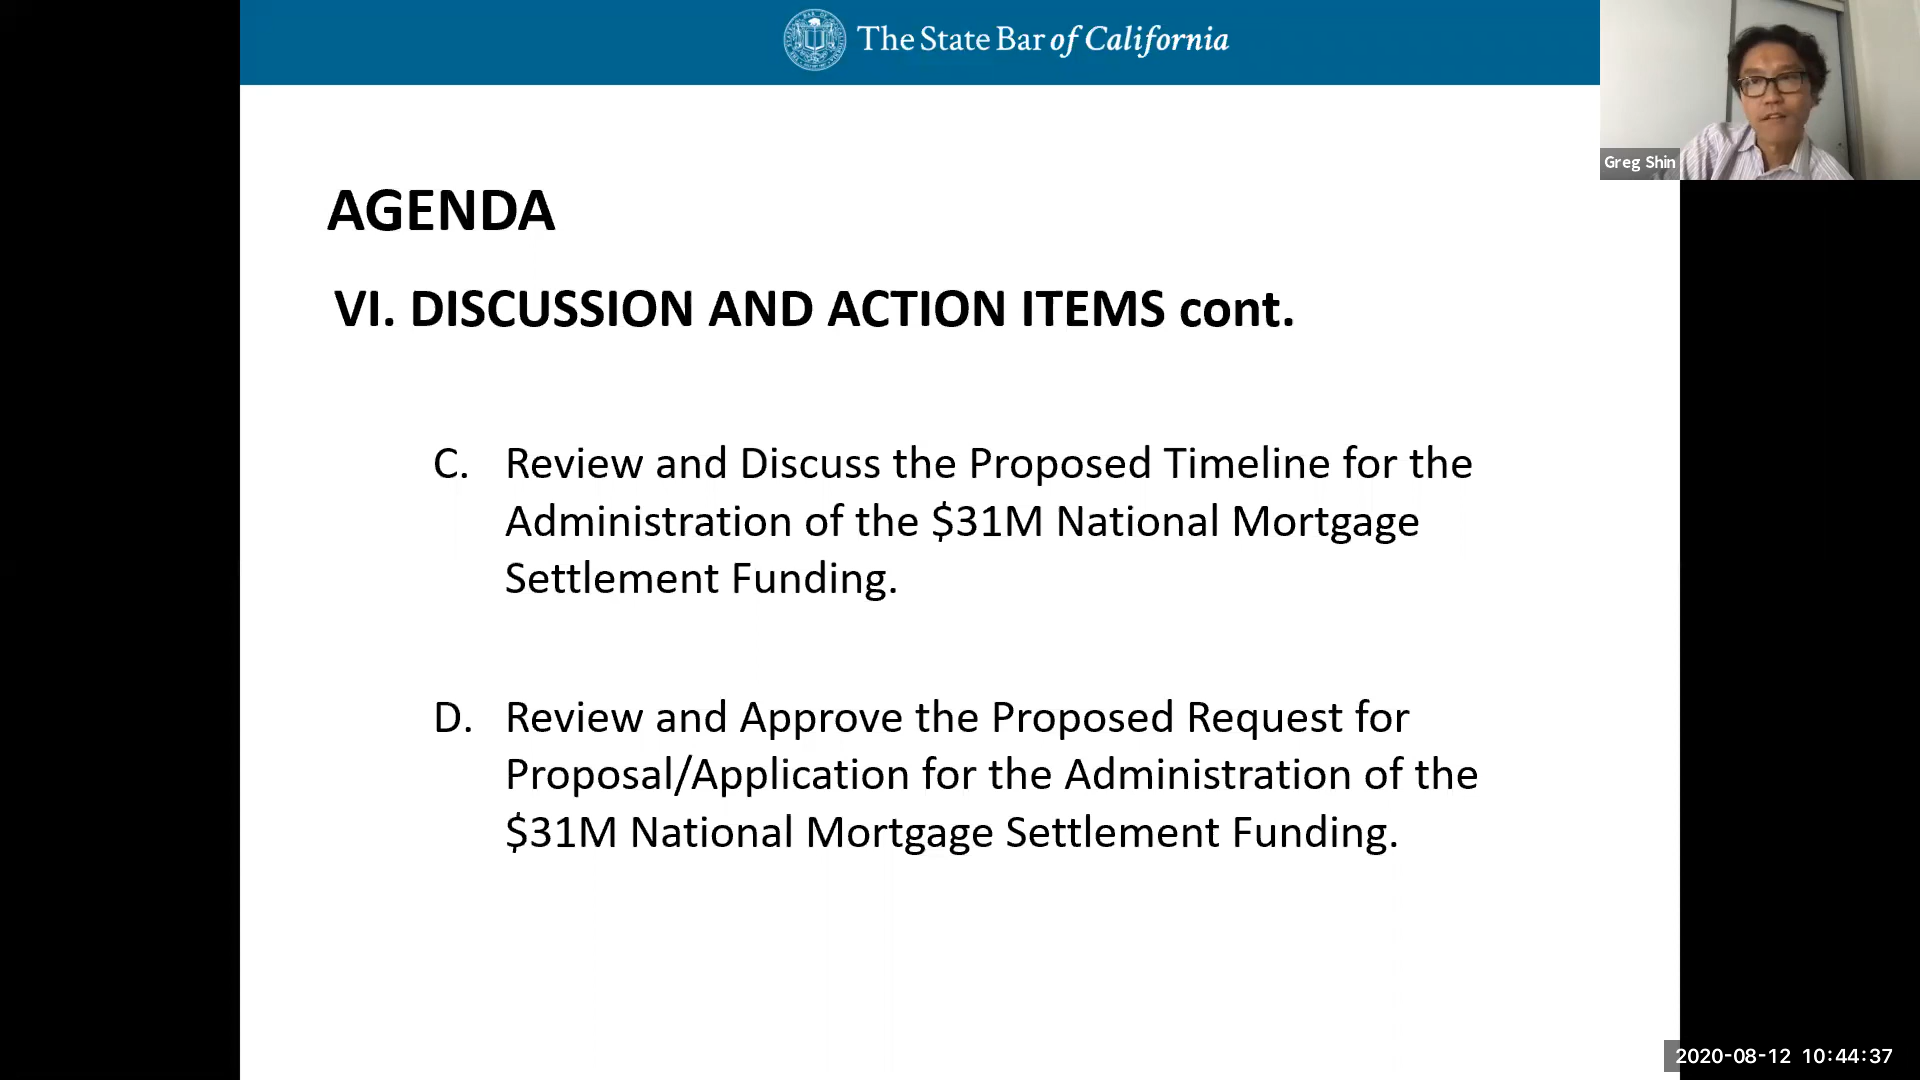 The State Bar of California
Greg Shin
AGENDA
VI. DISCUSSION AND ACTION ITEMS cont.
C. Review and Discuss the Proposed Timeline for the
Administration of the $31M National Mortgage
Settlement Funding.
D. Review and Approve the Proposed Request for
Proposal/Application for the Administration of the
$31M National Mortgage Settlement Funding.
2020-08-12 10:44:37